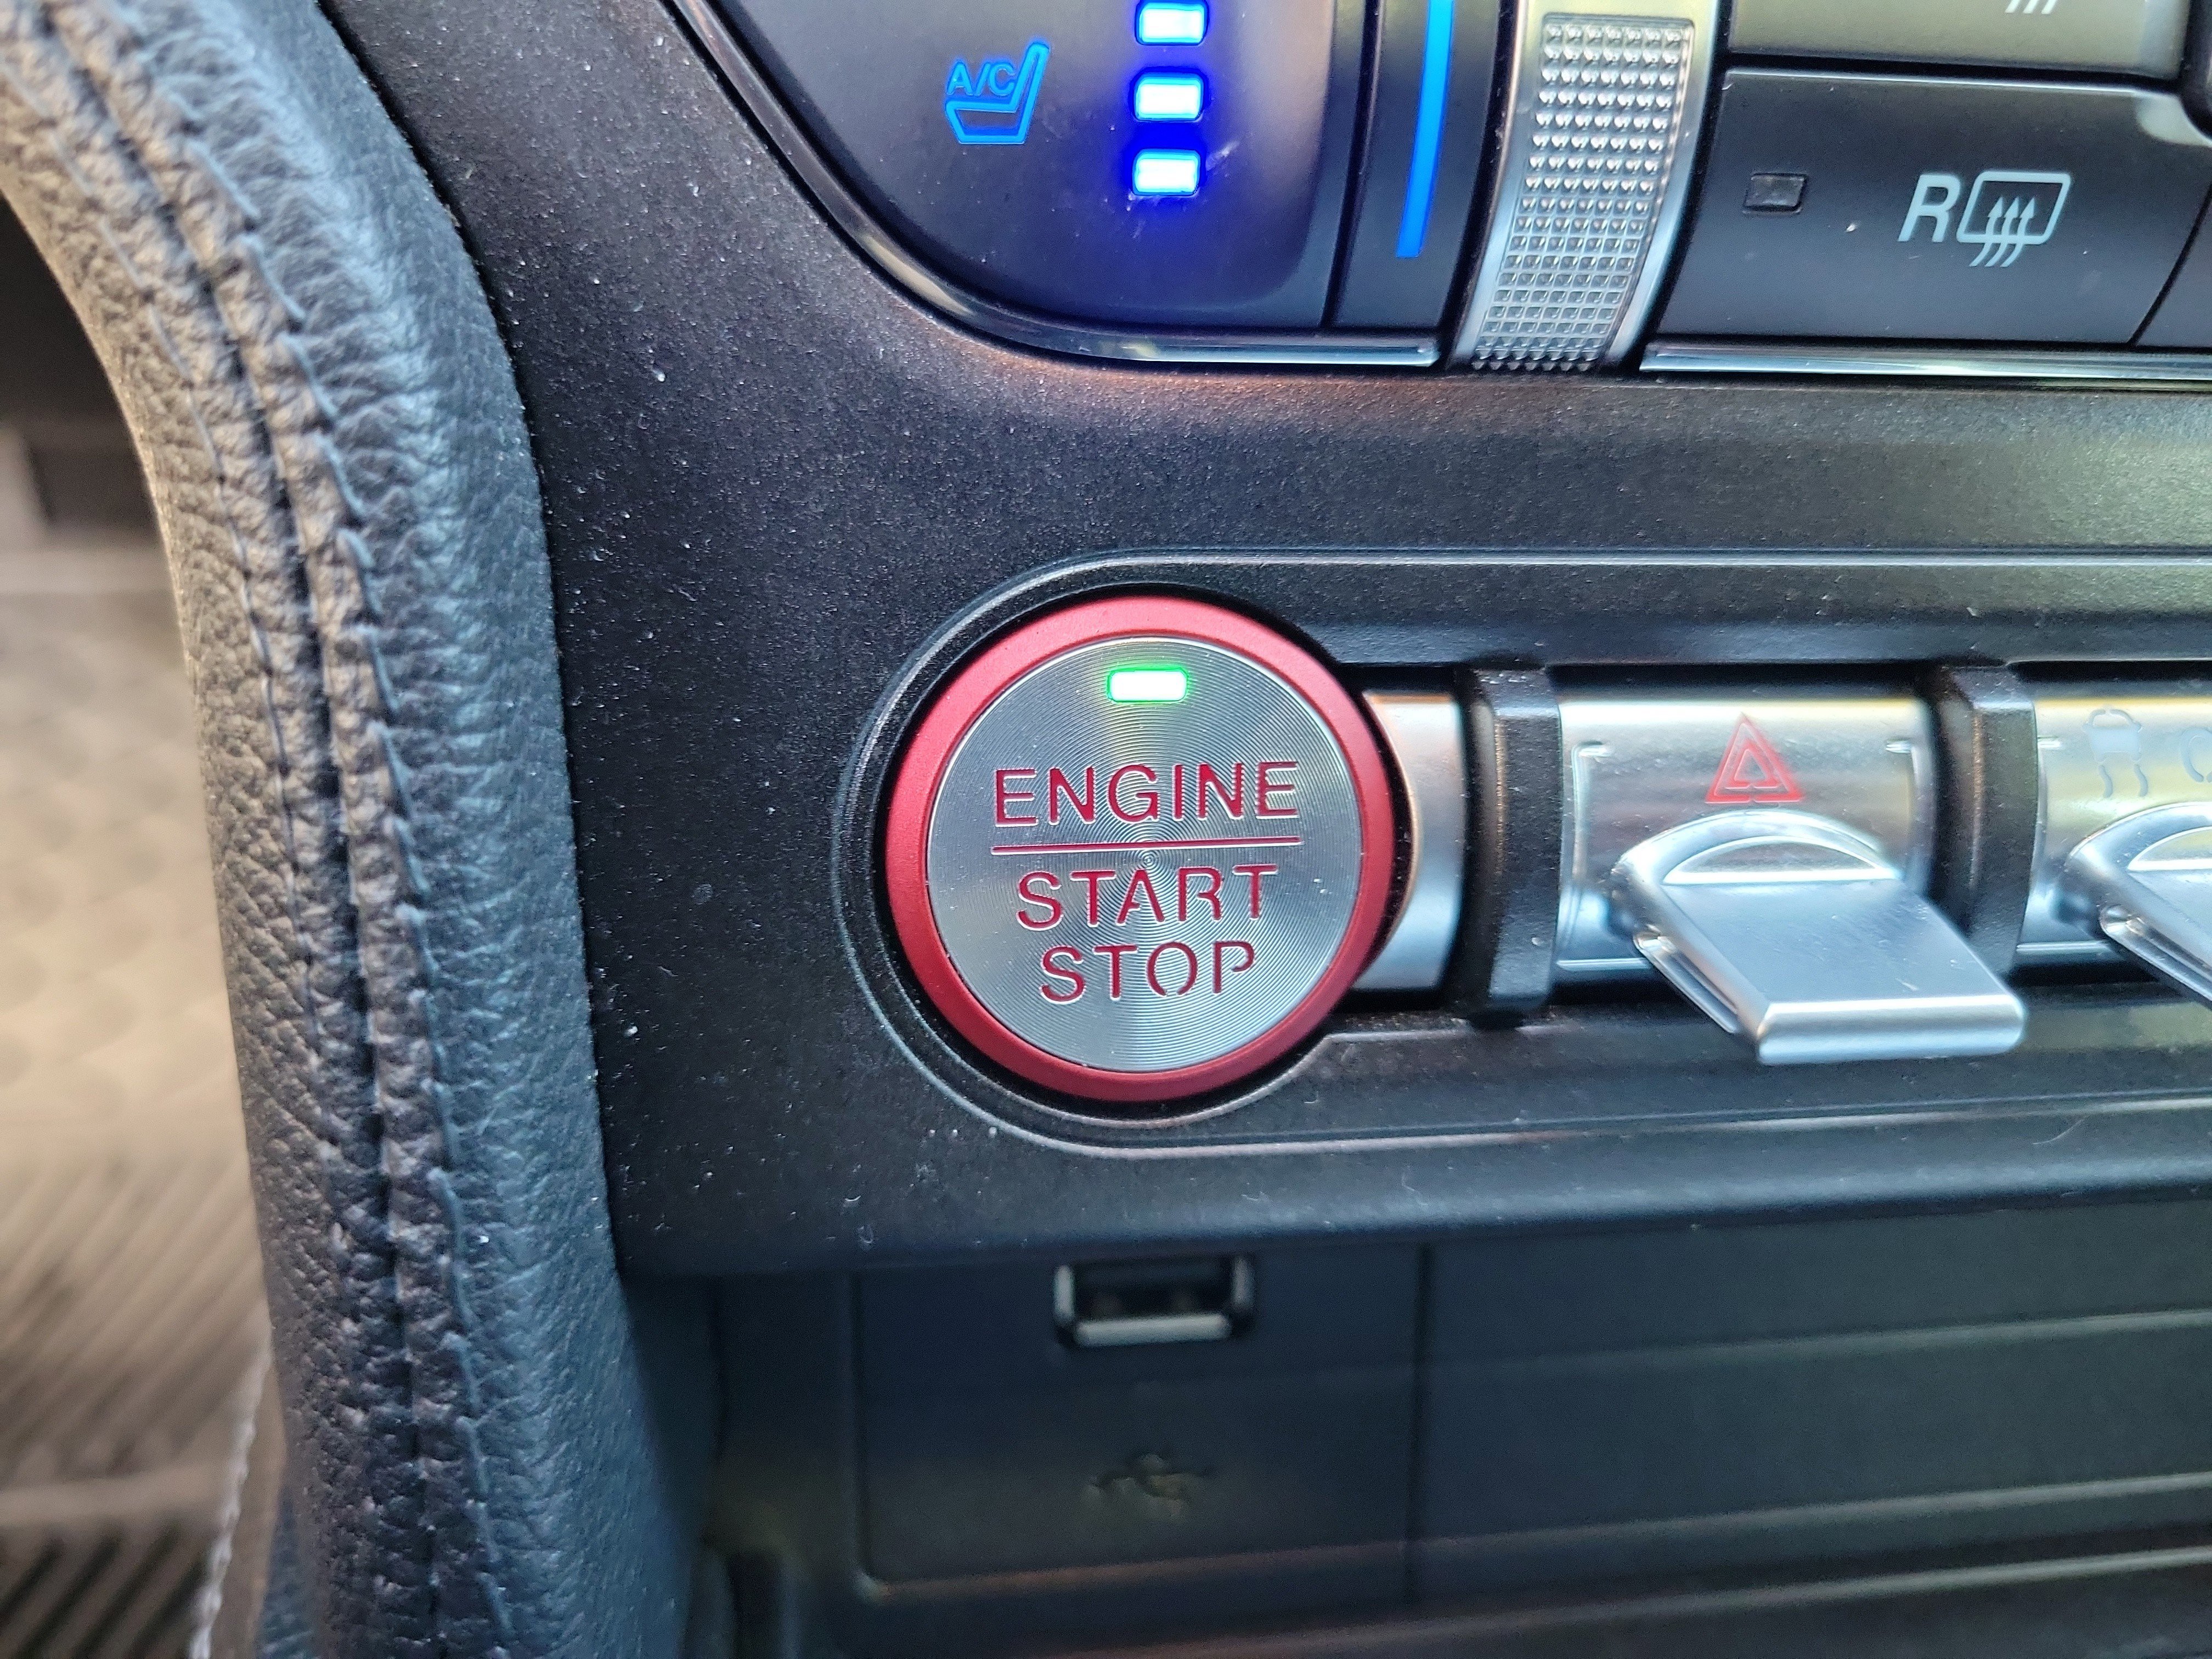 A/C
R
ENGINE
START
STOP